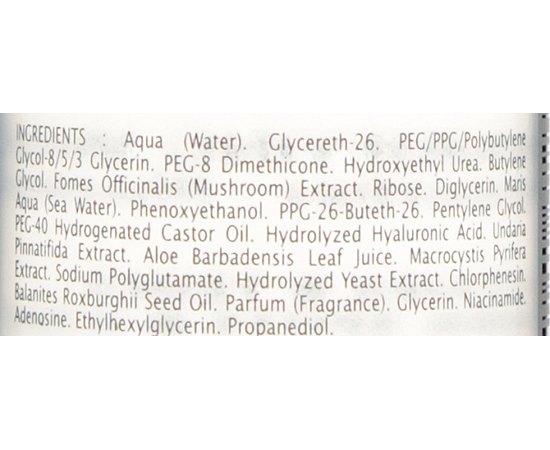 INGREDIENTS : Aqua (Water). Glycereth-26. PEG/PPG/Polybutylene
Glycol-8/5/3 Glycerin. PEG-8 Dimethicone. Hydroxyethyl Urea. Butylene
Glycol. Fomes Officinalis (Mushroom) Extract. Ribose. Diglycerin. Maris
Aqua (Sea Water). Phenoxyethanol. PPG-26-Buteth-26. Pentylene Glycol.
PEG-40 Hydrogenated Castor Oil. Hydrolyzed Hyaluronic Acid. Undaria
Pinnatifida Extract. Aloe Barbadensis Leaf Juice. Macrocystis Pyrifera
Extract. Sodium Polyglutamate. Hydrolyzed Yeast Extract. Chlorphenesin.
Balanites Roxburghii Seed Oil. Parfum (Fragrance). Glycerin. Niacinamide.
Adenosine. Ethylhexylglycerin. Propanediol.